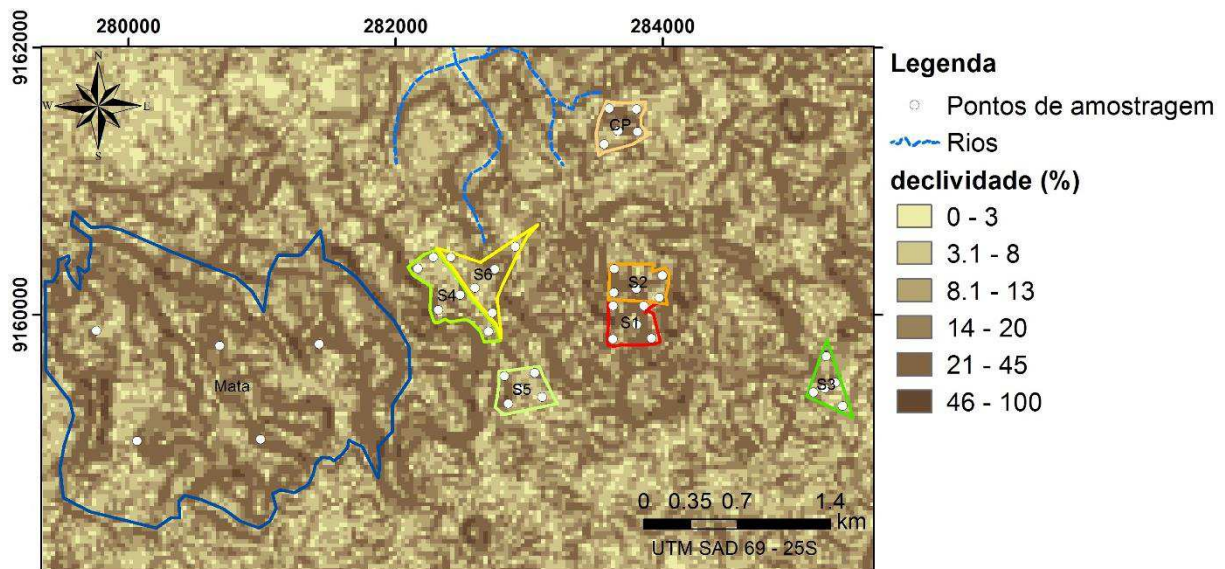 280000 282000 284000
9162000
9160000
N
W E
S
CP
S6
S4
S2
S1
S5
S3
Mata
0 0.35 0.7 1.4
km
UTM SAD 69 - 25S
Legenda
Pontos de amostragem
Rios
declividade (%)
0 - 3
3.1 - 8
8.1 - 13
14 - 20
21 - 45
46 - 100